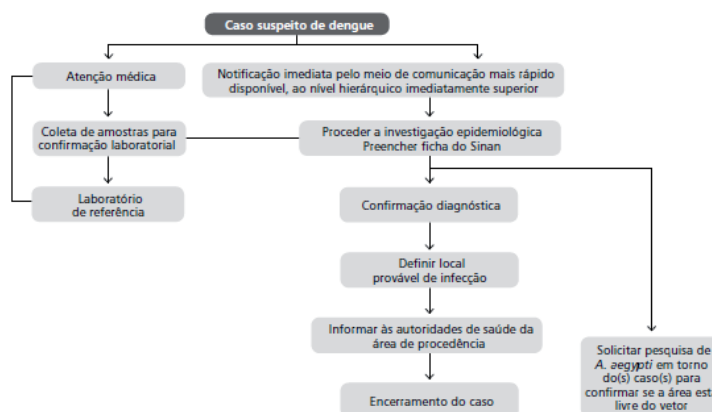 Caso suspeito de dengue
Atenção médica
Notificação imediata pelo meio de comunicação mais rápido
disponível, ao nível hierárquico imediatamente superior
Coleta de amostras para
confirmação laboratorial
Proceder a investigação epidemiológica
Preencher ficha do Sinan
Laboratório
de referência
Confirmação diagnóstica
Definir local
provável de infecção
Informar às autoridades de saúde da
área de procedência
Encerramento do caso
Solicitar pesquisa de
A. aegypti em torno
do(s) caso(s) para
confirmar se a área está
livre do vetor